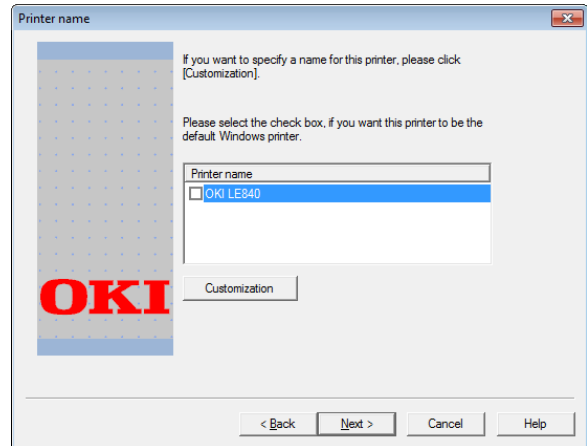 Printer name
If you want to specify a name for this printer, please click
[Customization].
Please select the check box, if you want this printer to be the
default Windows printer.
Printer name
OKI LE840
Customization
OKI
< Back
Next >
Cancel
Help